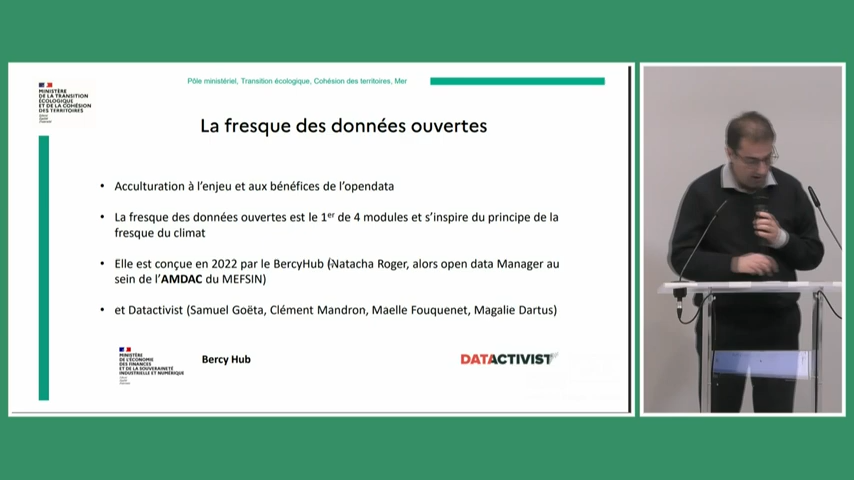 Pôle ministériel, Transition écologique, Cohésion des territoires, Mer
MINISTÈRE
DE LA TRANSITION
ÉCOLOGIQUE
ET DE LA COHÉSION
DES TERRITOIRES
La fresque des données ouvertes
• Acculturation à l'enjeu et aux bénéfices de l'opendata
• La fresque des données ouvertes est le 1er de 4 modules et s'inspire du principe de la
fresque du climat
• Elle est conçue en 2022 par le BercyHub (Natacha Roger, alors open data Manager au
sein de l'AMDAC du MEFSIN)
• et Datactivist (Samuel Goëta, Clément Mandron, Maelle Fouquenet, Magalie Dartus)
MINISTÈRE
DE L'ÉCONOMIE
DES FINANCES
ET DE LA SOUVERAINETÉ
INDUSTRIELLE ET NUMÉRIQUE
Bercy Hub
DATACTIVIST